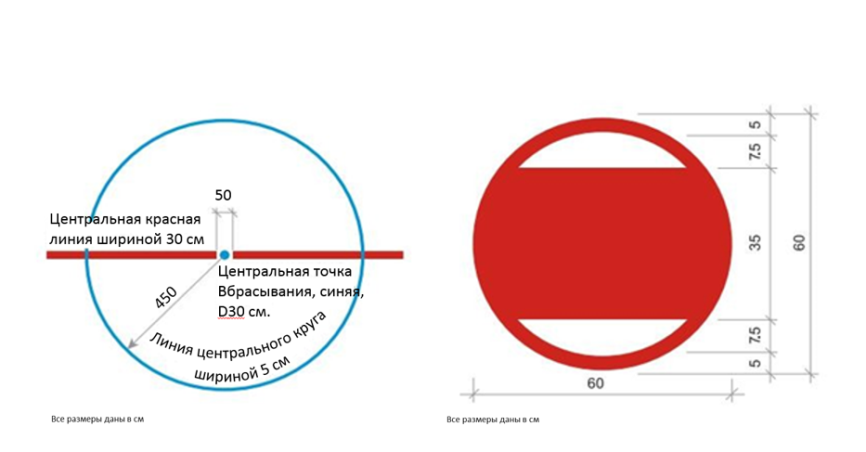 50
Центральная красная
линия шириной 30 см
Центральная точка
Вбрасывания, синяя,
D30 см.
450
Линия центрального круга
шириной 5 см
Все размеры даны в см
5
7.5
35
60
7.5
5
60
Все размеры даны в см